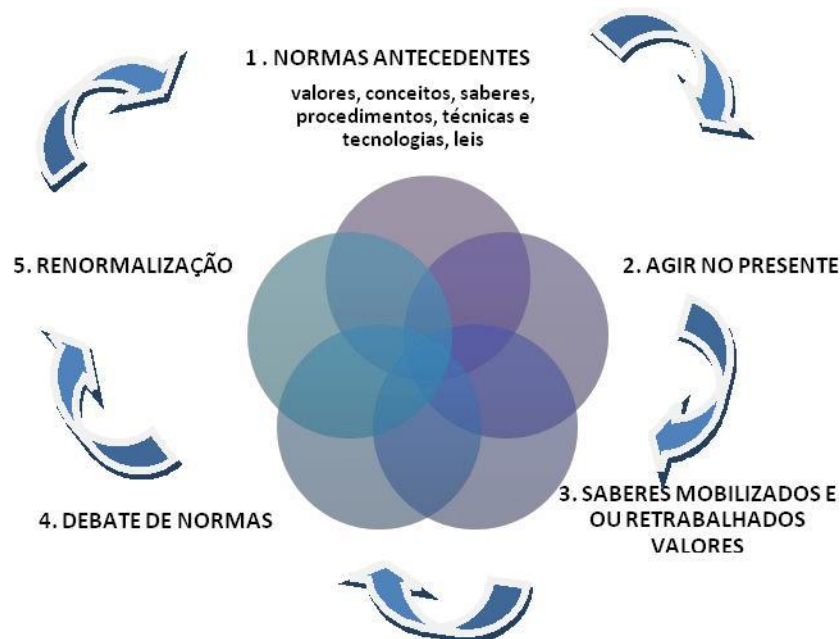 1 . NORMAS ANTECEDENTES
valores, conceitos, saberes,
procedimentos, técnicas e
tecnologias, leis
5. RENORMALIZAÇÃO
2. AGIR NO PRESENTE
4. DEBATE DE NORMAS
3. SABERES MOBILIZADOS E
OU RETRABALHADOS
VALORES